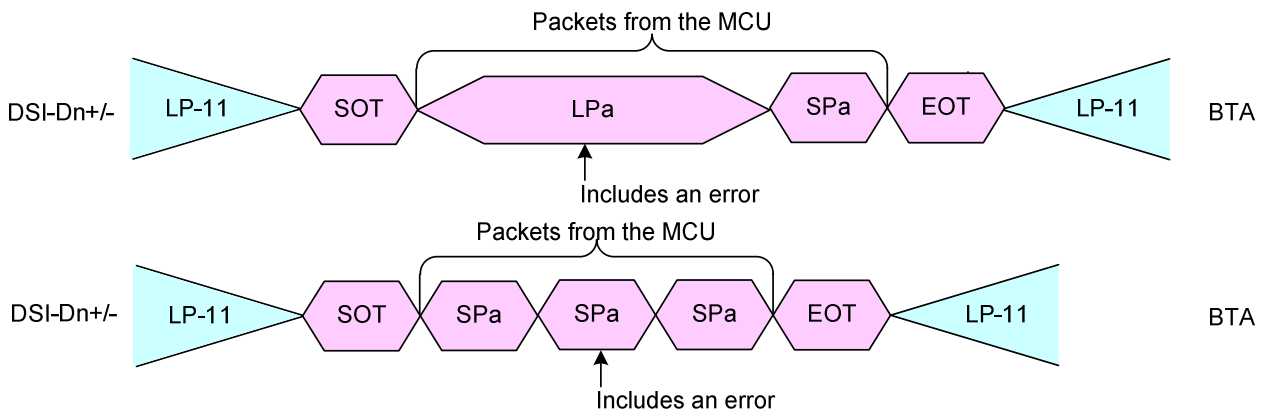 Packets from the MCU
DSI-Dn+/- LP-11 SOT LPa SPa EOT LP-11 BTA
Includes an error
Packets from the MCU
DSI-Dn+/- LP-11 SOT SPa SPa SPa EOT LP-11 BTA
Includes an error